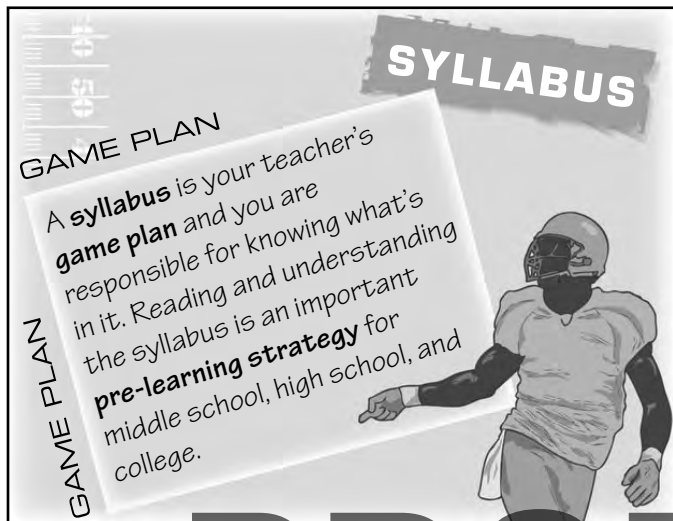 SYLLABUS
GAME PLAN
GAME PLAN
A syllabus is your teacher's
game plan and you are
responsible for knowing what's
in it. Reading and understanding
the syllabus is an important
pre-learning strategy for
middle school, high school, and
college.
50